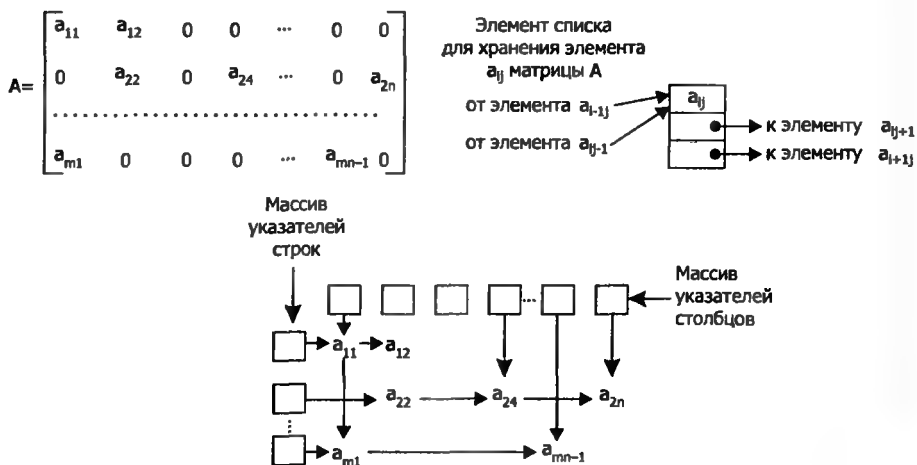 A=
a11 a12 0 0 ... 0 0
0 a22 0 a24 ... 0 a2n
..............................
am1 0 0 0 ... amn–1 0
Элемент списка
для хранения элемента
aij матрицы A
от элемента ai-1j
от элемента aij-1
aij
к элементу aij+1
к элементу ai+1j
Массив
указателей
строк
Массив
указателей
столбцов
...
a11 a12
a22 a24 a2n
am1 amn–1